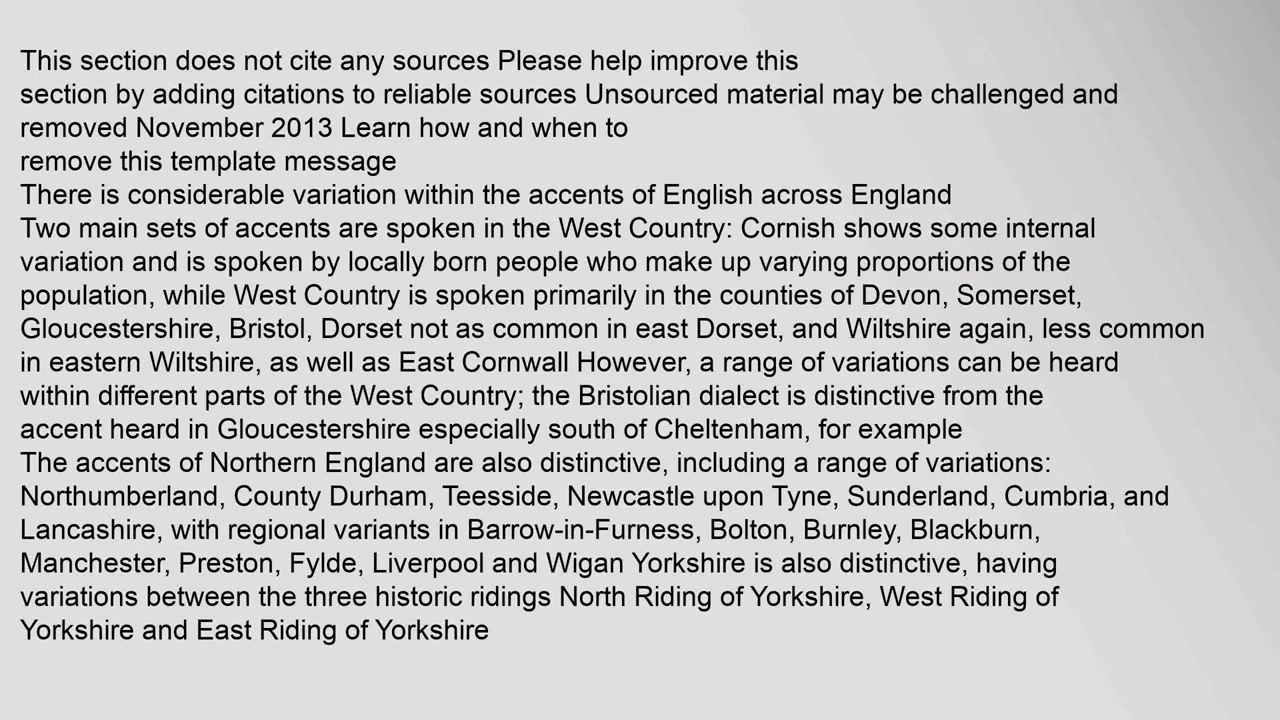 This section does not cite any sources Please help improve this
section by adding citations to reliable sources Unsourced material may be challenged and
removed November 2013 Learn how and when to
remove this template message
There is considerable variation within the accents of English across England
Two main sets of accents are spoken in the West Country: Cornish shows some internal
variation and is spoken by locally born people who make up varying proportions of the
population, while West Country is spoken primarily in the counties of Devon, Somerset,
Gloucestershire, Bristol, Dorset not as common in east Dorset, and Wiltshire again, less common
in eastern Wiltshire, as well as East Cornwall However, a range of variations can be heard
within different parts of the West Country; the Bristolian dialect is distinctive from the
accent heard in Gloucestershire especially south of Cheltenham, for example
The accents of Northern England are also distinctive, including a range of variations:
Northumberland, County Durham, Teesside, Newcastle upon Tyne, Sunderland, Cumbria, and
Lancashire, with regional variants in Barrow-in-Furness, Bolton, Burnley, Blackburn,
Manchester, Preston, Fylde, Liverpool and Wigan Yorkshire is also distinctive, having
variations between the three historic ridings North Riding of Yorkshire, West Riding of
Yorkshire and East Riding of Yorkshire